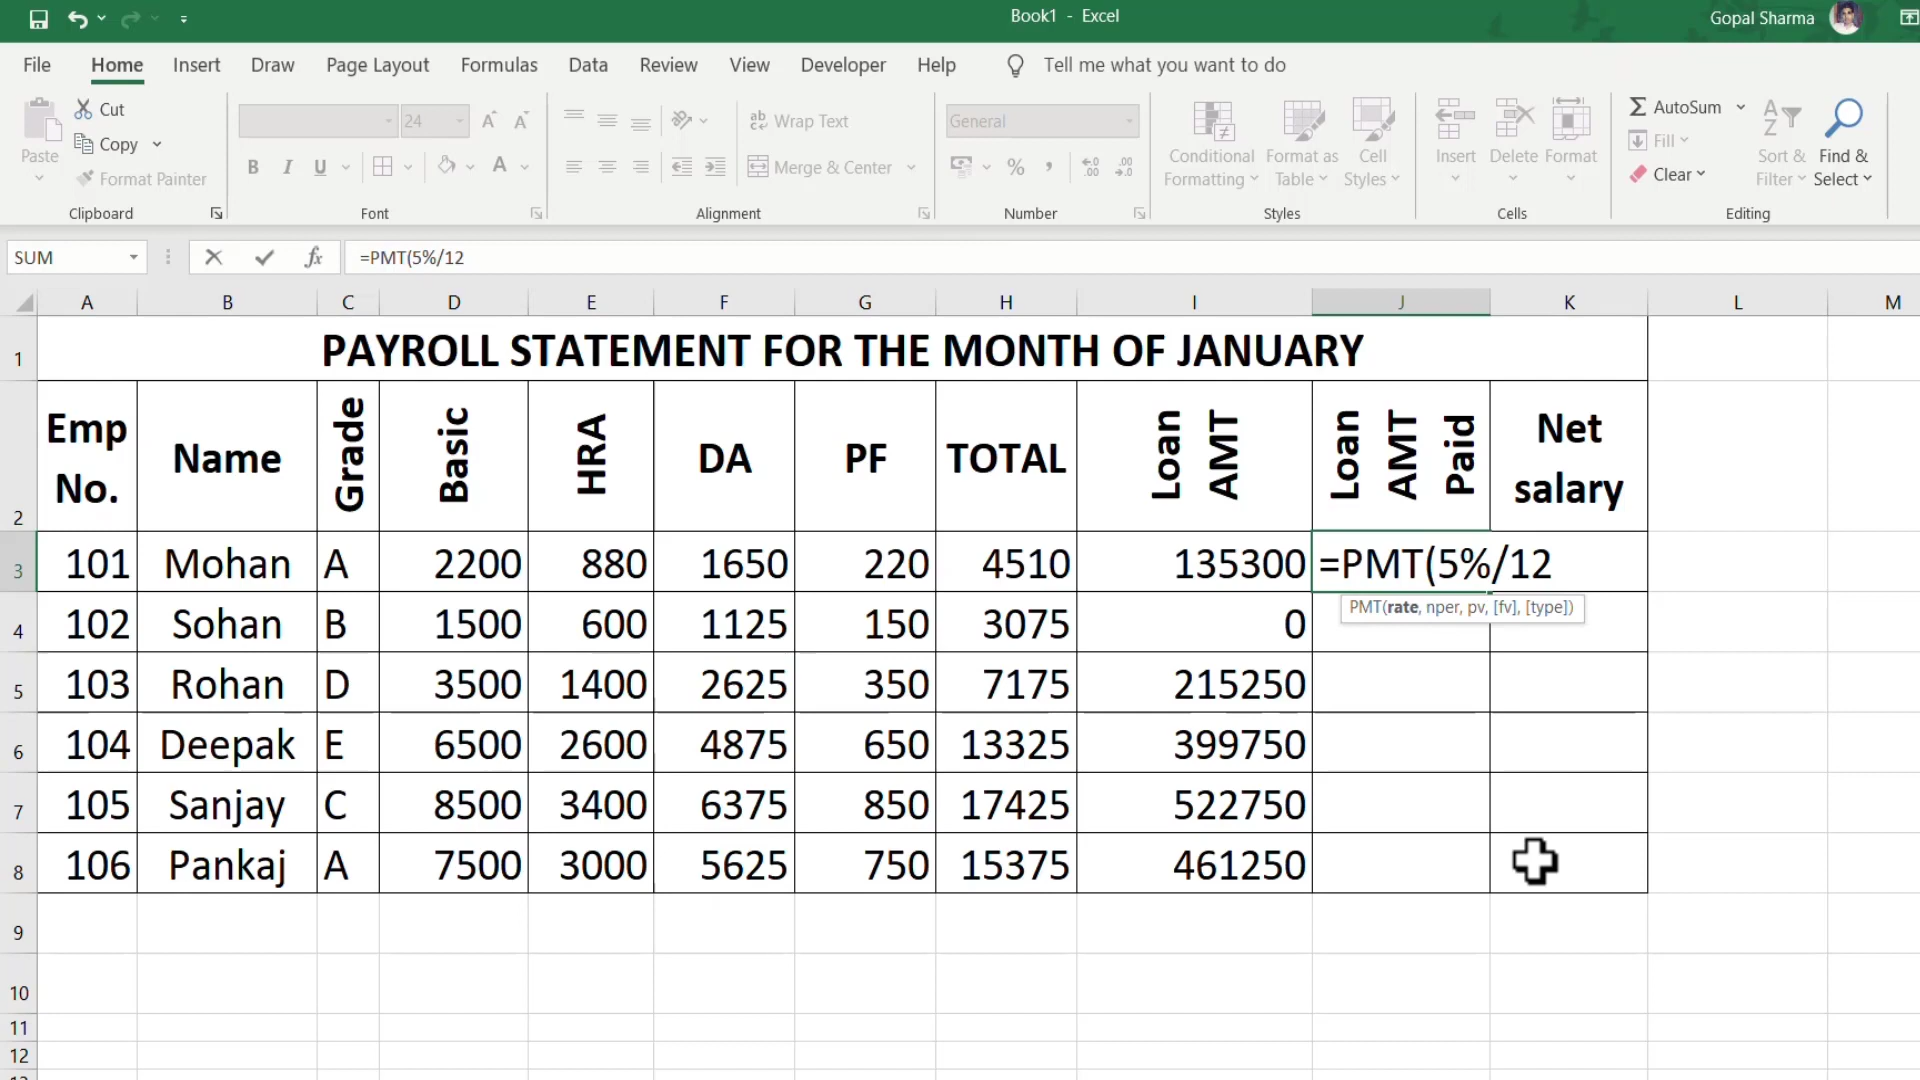 Book1 - Excel
Gopal Sharma
File Home Insert Draw Page Layout Formulas Data Review View Developer Help Tell me what you want to do
Cut
Copy
Format Painter
Paste
Clipboard
24
B I U
Font
Wrap Text
Merge & Center
Alignment
General
Number
Conditional Formatting
Format as Table
Cell Styles
Styles
Insert
Delete
Format
Cells
AutoSum
Fill
Clear
Sort & Filter
Find & Select
Editing
SUM
fx
=PMT(5%/12
A B C D E F G H I J K L M
1 PAYROLL STATEMENT FOR THE MONTH OF JANUARY
2 Emp No. Name Grade Basic HRA DA PF TOTAL Loan AMT Loan AMT Paid Net salary
3 101 Mohan A 2200 880 1650 220 4510 135300 =PMT(5%/12
PMT(rate, nper, pv, [fv], [type])
4 102 Sohan B 1500 600 1125 150 3075 0
5 103 Rohan D 3500 1400 2625 350 7175 215250
6 104 Deepak E 6500 2600 4875 650 13325 399750
7 105 Sanjay C 8500 3400 6375 850 17425 522750
8 106 Pankaj A 7500 3000 5625 750 15375 461250
9
10
11
12